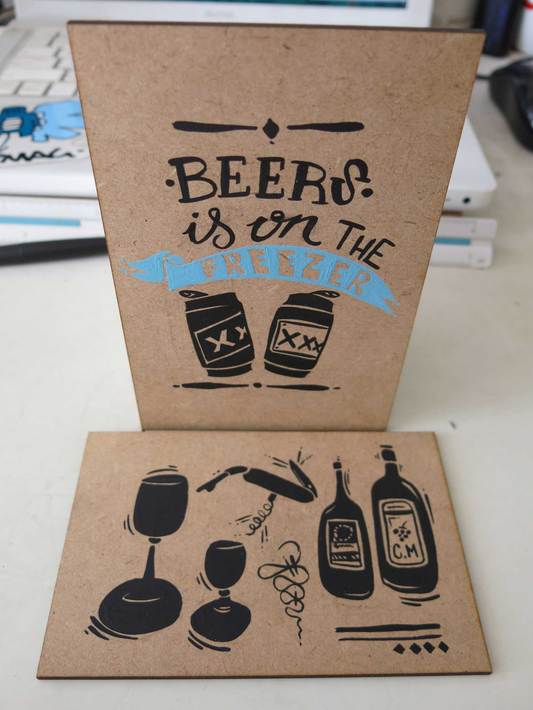 BEERS
is on THE
FREEZER
XX
XXX
C.M